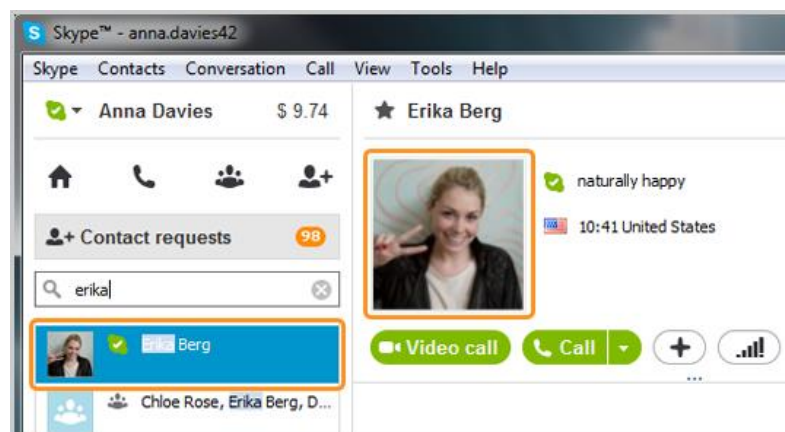 Skype™ - anna.davies42
Skype Contacts Conversation Call View Tools Help
Anna Davies $ 9.74
Erika Berg
naturally happy
10:41 United States
Contact requests 98
erika
Erika Berg
Video call
Call
Chloe Rose, Erika Berg, D...